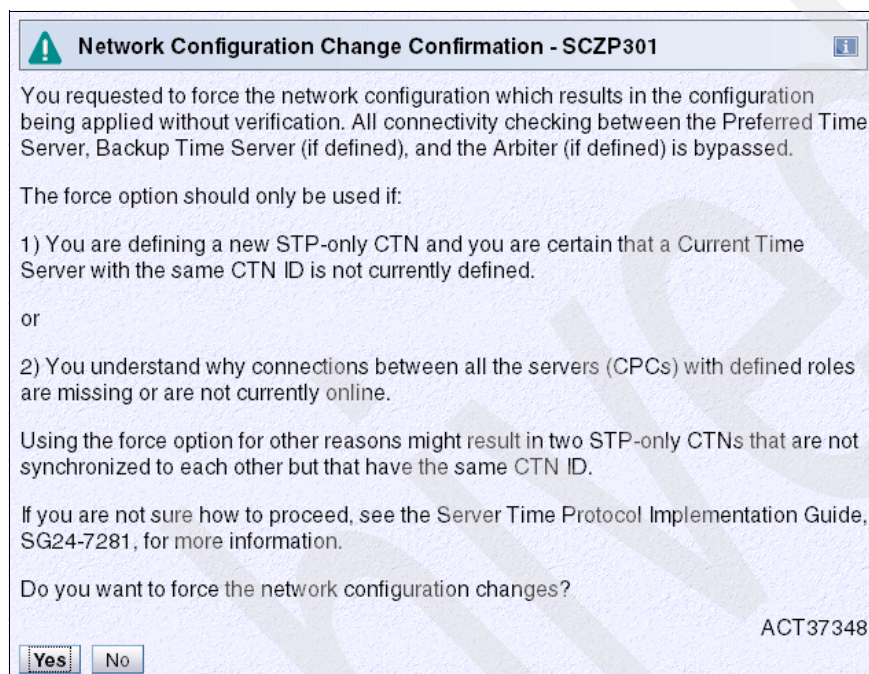 Network Configuration Change Confirmation - SCZP301
You requested to force the network configuration which results in the configuration
being applied without verification. All connectivity checking between the Preferred Time
Server, Backup Time Server (if defined), and the Arbiter (if defined) is bypassed.
The force option should only be used if:
1) You are defining a new STP-only CTN and you are certain that a Current Time
Server with the same CTN ID is not currently defined.
or
2) You understand why connections between all the servers (CPCs) with defined roles
are missing or are not currently online.
Using the force option for other reasons might result in two STP-only CTNs that are not
synchronized to each other but that have the same CTN ID.
If you are not sure how to proceed, see the Server Time Protocol Implementation Guide,
SG24-7281, for more information.
Do you want to force the network configuration changes?
ACT37348
Yes No